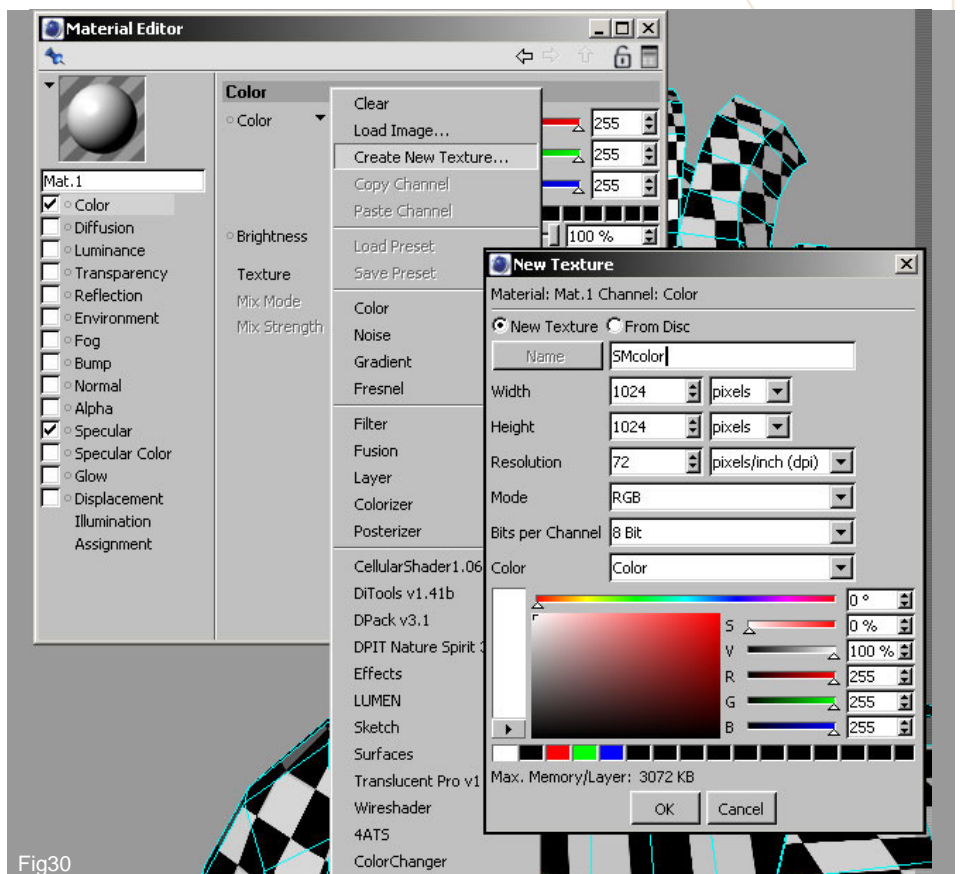 Material Editor
Color
Color
255
255
255
Brightness
100 %
Texture
Mix Mode
Mix Strength
Mat.1
Color
Diffusion
Luminance
Transparency
Reflection
Environment
Fog
Bump
Normal
Alpha
Specular
Specular Color
Glow
Displacement
Illumination
Assignment
Clear
Load Image...
Create New Texture...
Copy Channel
Paste Channel
Load Preset
Save Preset
Color
Noise
Gradient
Fresnel
Filter
Fusion
Layer
Colorizer
Posterizer
CellularShader1.06
DiTools v1.41b
DPack v3.1
DPIT Nature Spirit
Effects
LUMEN
Sketch
Surfaces
Translucent Pro v1
Wireshader
4ATS
ColorChanger
New Texture
Material: Mat.1 Channel: Color
New Texture From Disc
Name SMcolor
Width 1024 pixels
Height 1024 pixels
Resolution 72 pixels/inch (dpi)
Mode RGB
Bits per Channel 8 Bit
Color Color
0 °
S 0 %
V 100 %
R 255
G 255
B 255
Max. Memory/Layer: 3072 KB
OK Cancel
Fig30